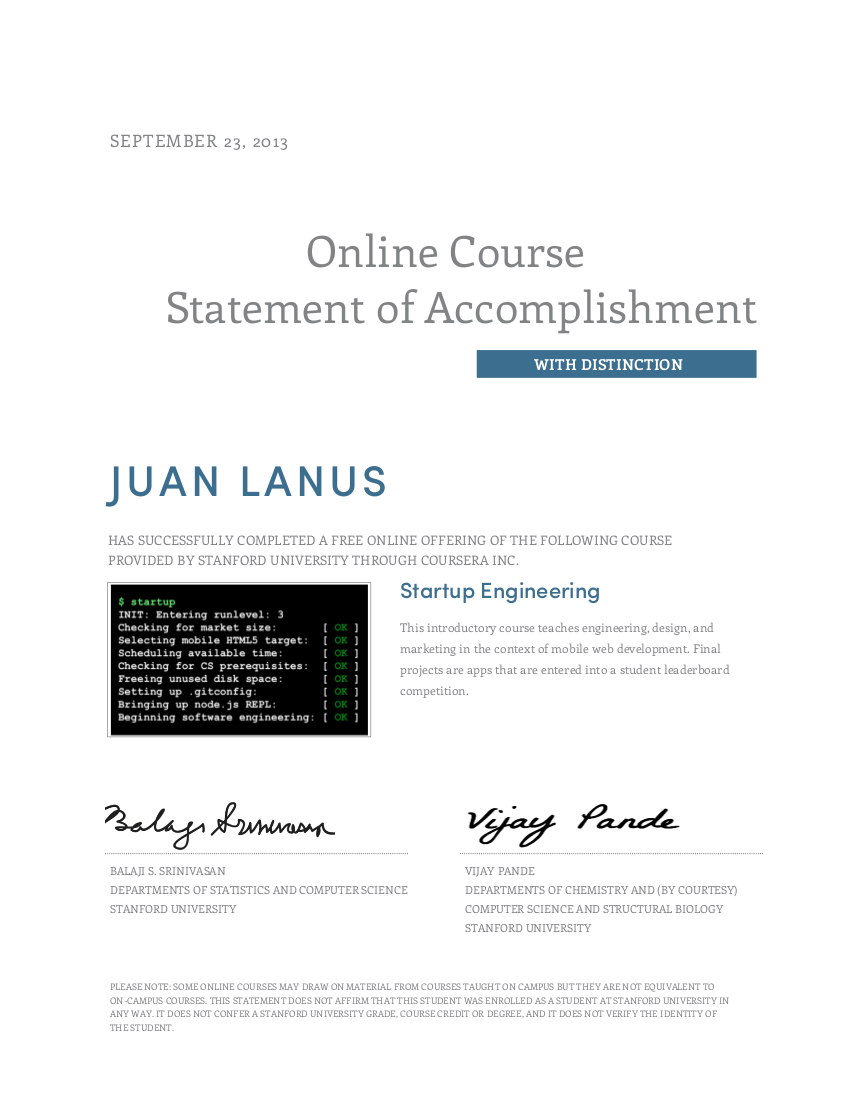 SEPTEMBER 23, 2013
Online Course
Statement of Accomplishment
WITH DISTINCTION
JUAN LANUS
HAS SUCCESSFULLY COMPLETED A FREE ONLINE OFFERING OF THE FOLLOWING COURSE
PROVIDED BY STANFORD UNIVERSITY THROUGH COURSERA INC.
$ startup
INIT: Entering runlevel: 3
Checking for market size: [ OK ]
Selecting mobile HTML5 target: [ OK ]
Scheduling available time: [ OK ]
Checking for CS prerequisites: [ OK ]
Freeing unused disk space: [ OK ]
Setting up .gitconfig: [ OK ]
Bringing up node.js REPL: [ OK ]
Beginning software engineering: [ OK ]
Startup Engineering
This introductory course teaches engineering, design, and
marketing in the context of mobile web development. Final
projects are apps that are entered into a student leaderboard
competition.
Balaji Srinivasan
BALAJI S. SRINIVASAN
DEPARTMENTS OF STATISTICS AND COMPUTER SCIENCE
STANFORD UNIVERSITY
Vijay Pande
VIJAY PANDE
DEPARTMENTS OF CHEMISTRY AND (BY COURTESY)
COMPUTER SCIENCE AND STRUCTURAL BIOLOGY
STANFORD UNIVERSITY
PLEASE NOTE: SOME ONLINE COURSES MAY DRAW ON MATERIAL FROM COURSES TAUGHT ON CAMPUS BUT THEY ARE NOT EQUIVALENT TO
ON-CAMPUS COURSES. THIS STATEMENT DOES NOT AFFIRM THAT THIS STUDENT WAS ENROLLED AS A STUDENT AT STANFORD UNIVERSITY IN
ANY WAY. IT DOES NOT CONFER A STANFORD UNIVERSITY GRADE, COURSE CREDIT OR DEGREE, AND IT DOES NOT VERIFY THE IDENTITY OF
THE STUDENT.